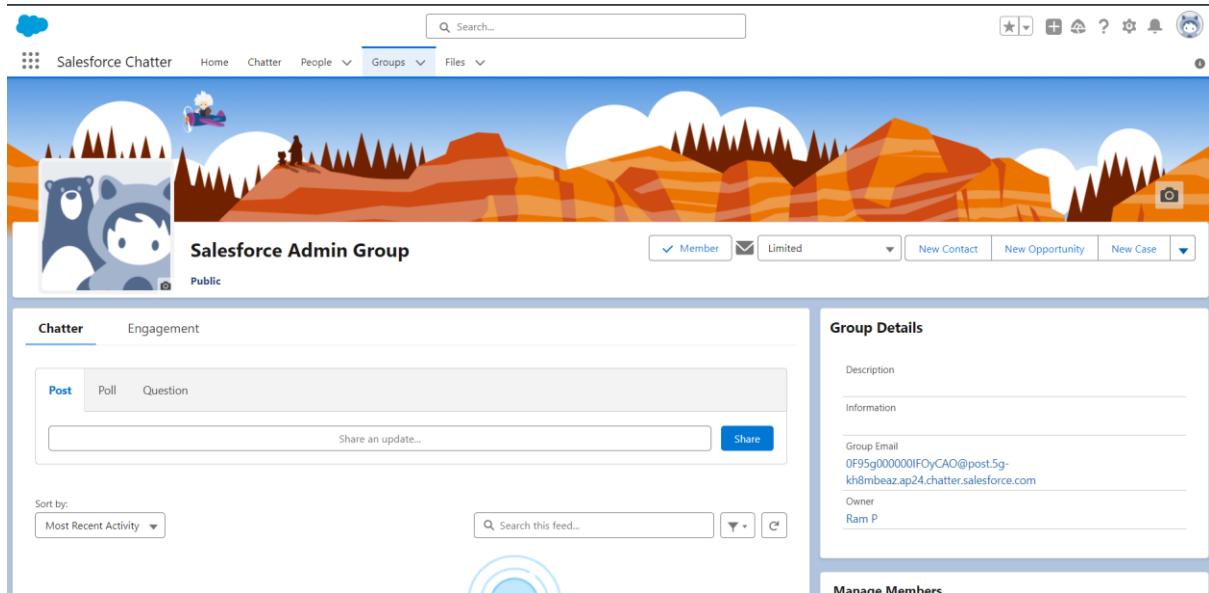 Search...
Salesforce Chatter Home Chatter People Groups Files
Salesforce Admin Group
Public
Member Limited New Contact New Opportunity New Case
Chatter Engagement
Post Poll Question
Share an update... Share
Sort by:
Most Recent Activity Search this feed...
Group Details
Description
Information
Group Email
0F95g000000IFOyCAO@post.5g-
kh8mbeaz.ap24.chatter.salesforce.com
Owner
Ram P
Manage Members